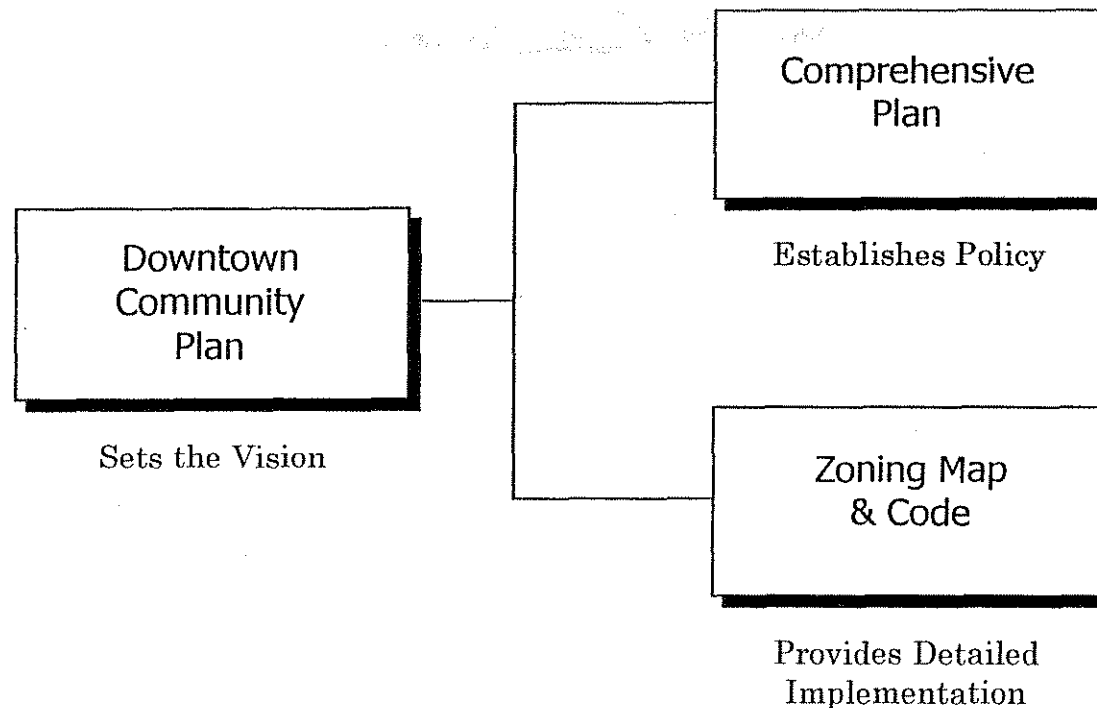 Comprehensive
Plan
Establishes Policy
Downtown
Community
Plan
Sets the Vision
Zoning Map
& Code
Provides Detailed
Implementation